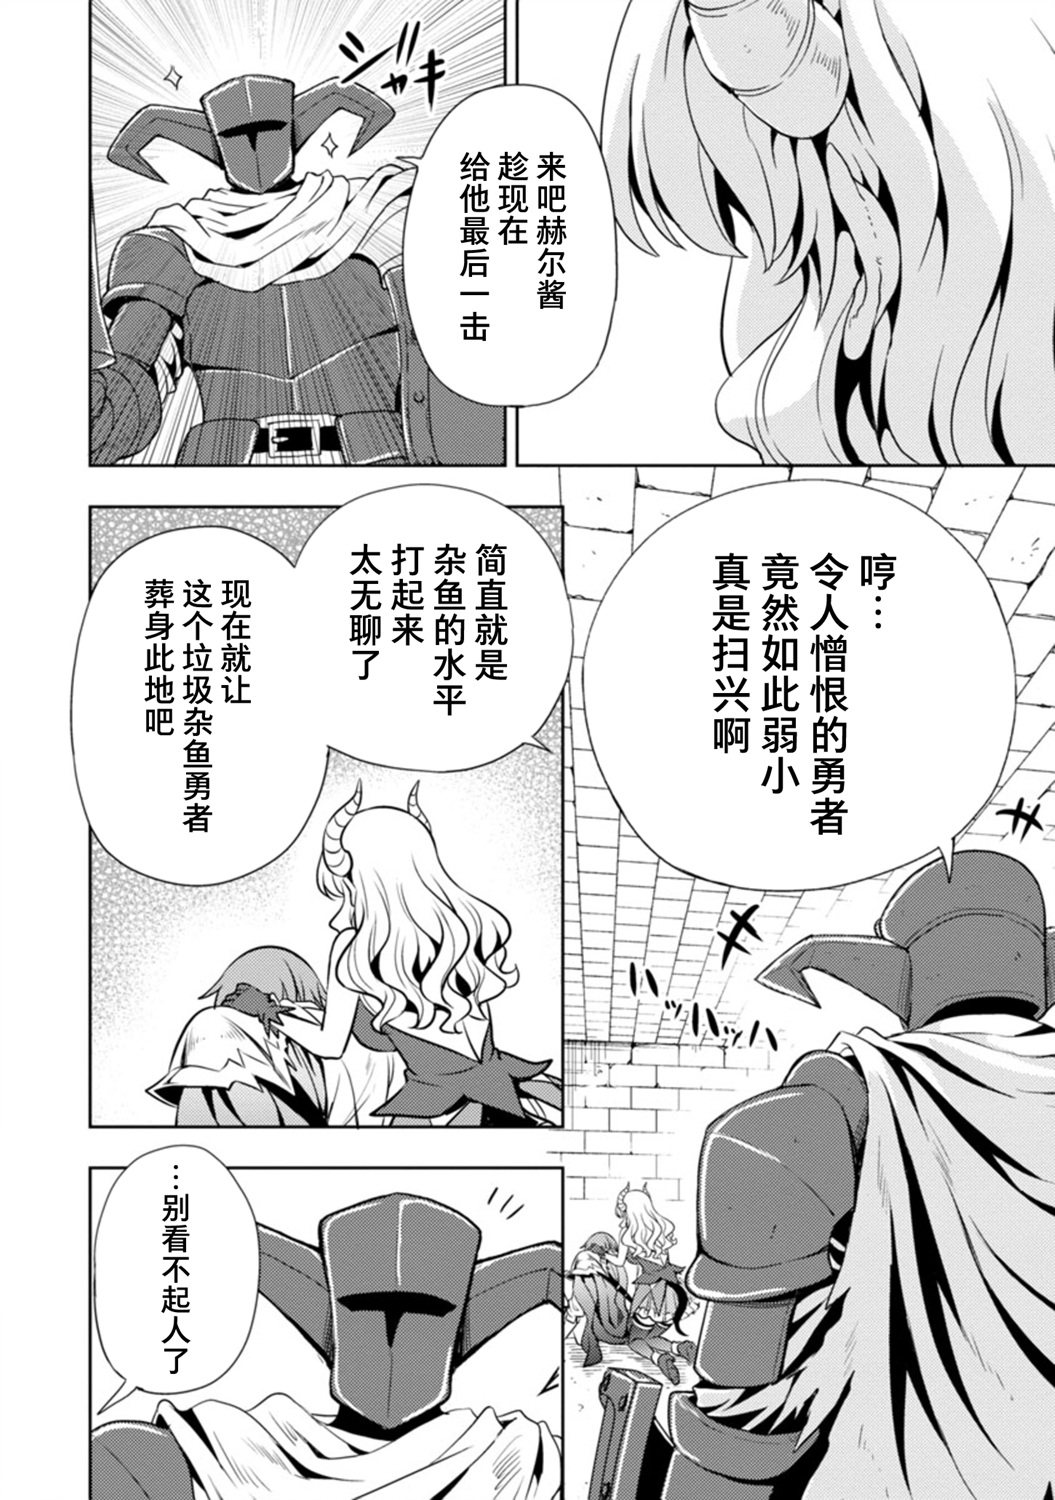 来吧赫尔酱
趁现在
给他最后一击
シャキ
哼…
令人憎恨的勇者
竟然如此弱小
真是扫兴啊
ハッハッハッ
简直就是
杂鱼的水平
打起来
太无聊了
现在就让
这个垃圾杂鱼勇者
葬身此地吧
…别看不起人了